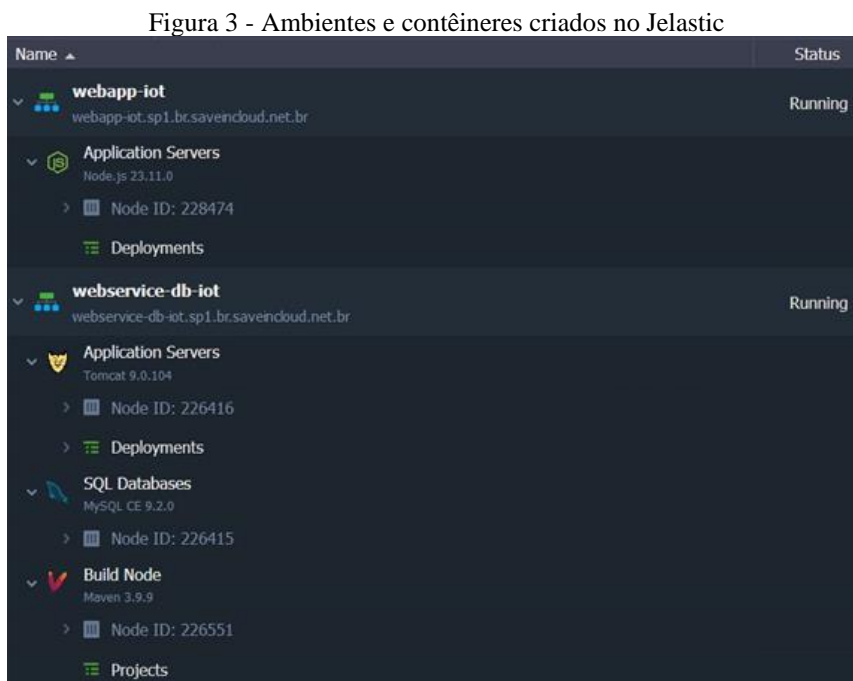 Figura 3 - Ambientes e contêineres criados no Jelastic
Name Status
webapp-iot Running
webapp-iot.sp1.br.saveincloud.net.br
Application Servers
Node.js 23.11.0
Node ID: 228474
Deployments
webservice-db-iot Running
webservice-db-iot.sp1.br.saveincloud.net.br
Application Servers
Tomcat 9.0.104
Node ID: 226416
Deployments
SQL Databases
MySQL CE 9.2.0
Node ID: 226415
Build Node
Maven 3.9.9
Node ID: 226551
Projects